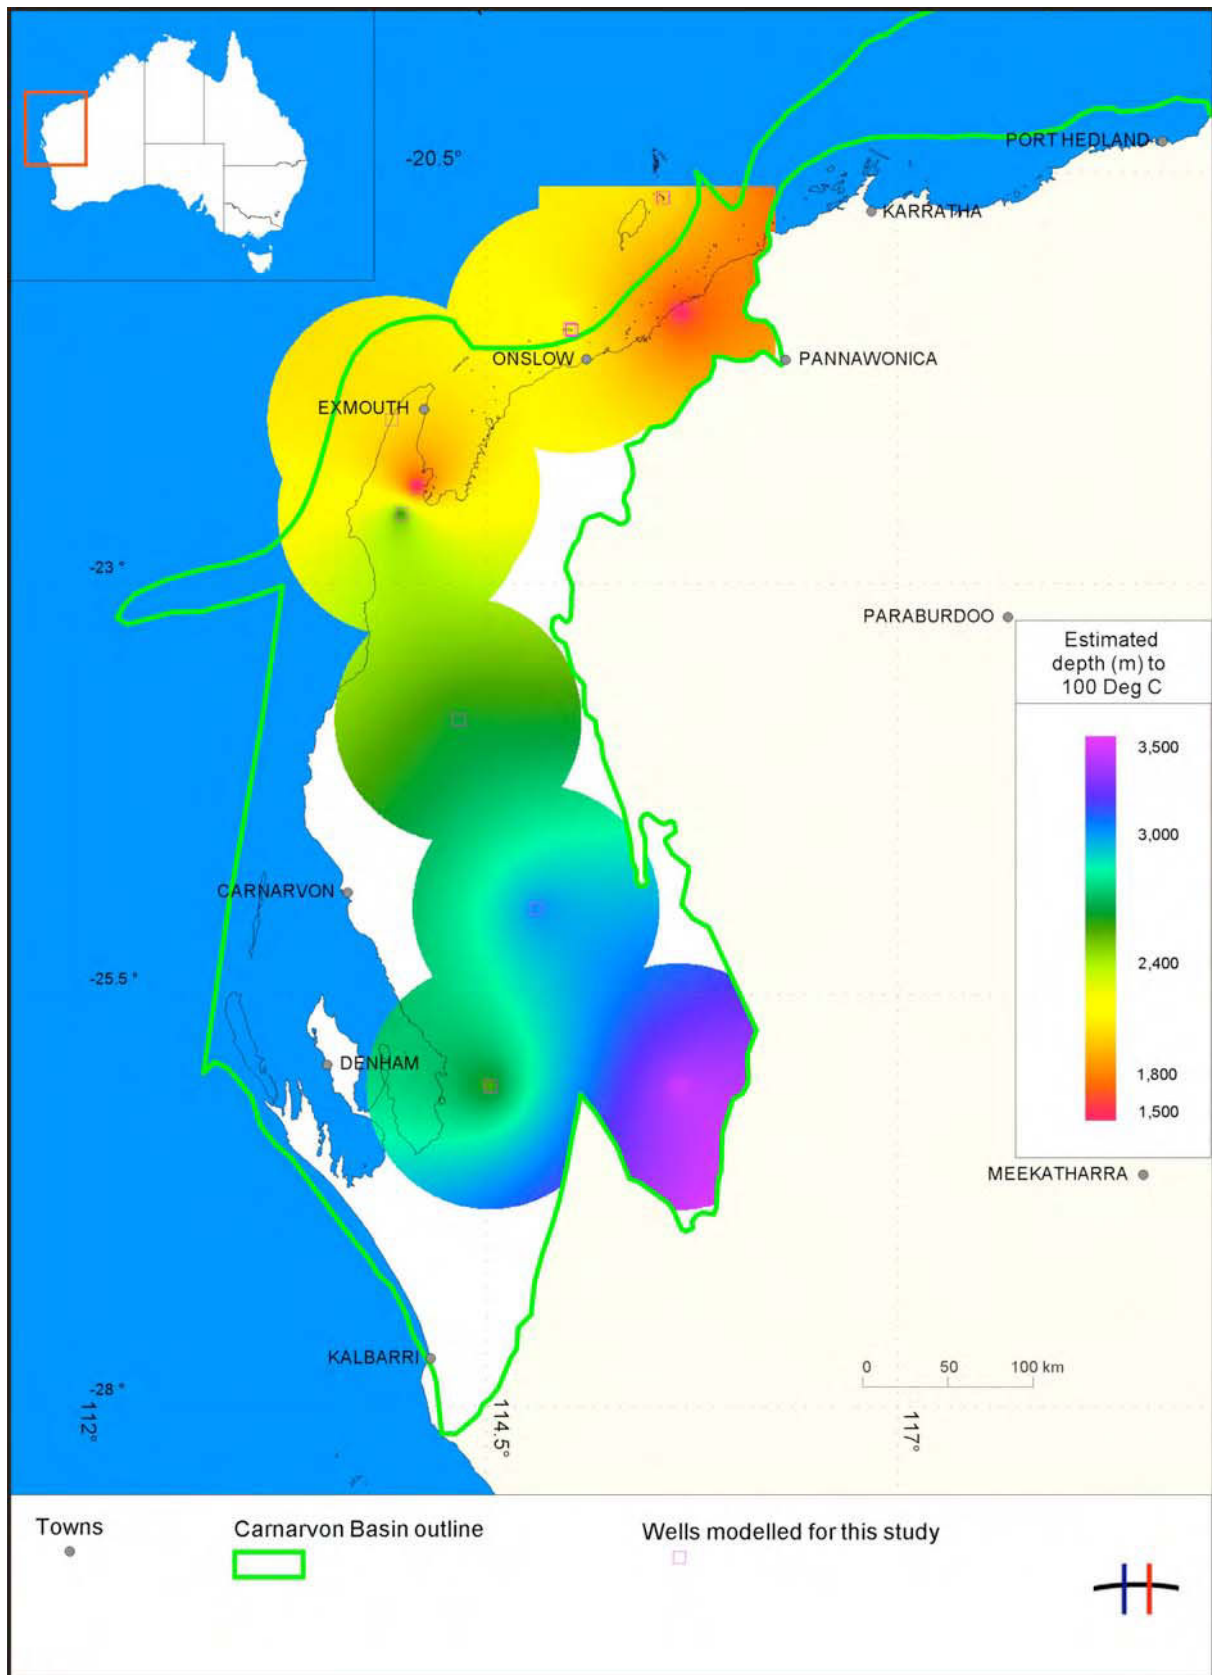 -20.5°
PORT HEDLAND
KARRATHA
ONSLOW
PANNAWONICA
EXMOUTH
-23 °
PARABURDOO
Estimated
depth (m) to
100 Deg C
3,500
3,000
CARNARVON
2,400
-25.5 °
DENHAM
1,800
1,500
MEEKATHARRA
KALBARRI
0 50 100 km
-28 °
112°
114.5°
117°
Towns
Carnarvon Basin outline
Wells modelled for this study